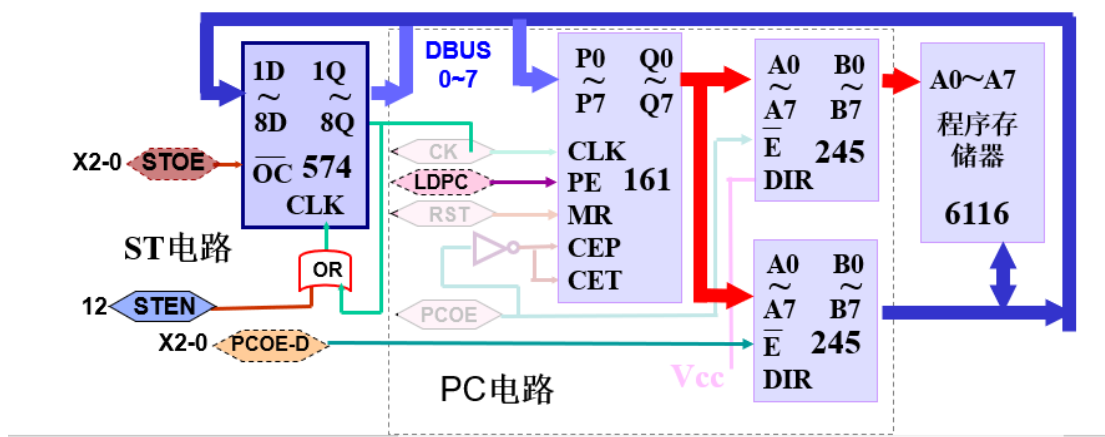 DBUS
0~7
1D 1Q
~ ~
8D 8Q
OC 574
CLK
X2-0 STOE
ST电路
OR
12 STEN
X2-0 PCOE-D
CK
LDPC
RST
PCOE
P0 Q0
~ ~
P7 Q7
CLK
PE 161
MR
CEP
CET
PC电路
A0 B0
~ ~
A7 B7
E 245
DIR
Vcc
A0 B0
~ ~
A7 B7
E 245
DIR
A0～A7
程序存
储器
6116